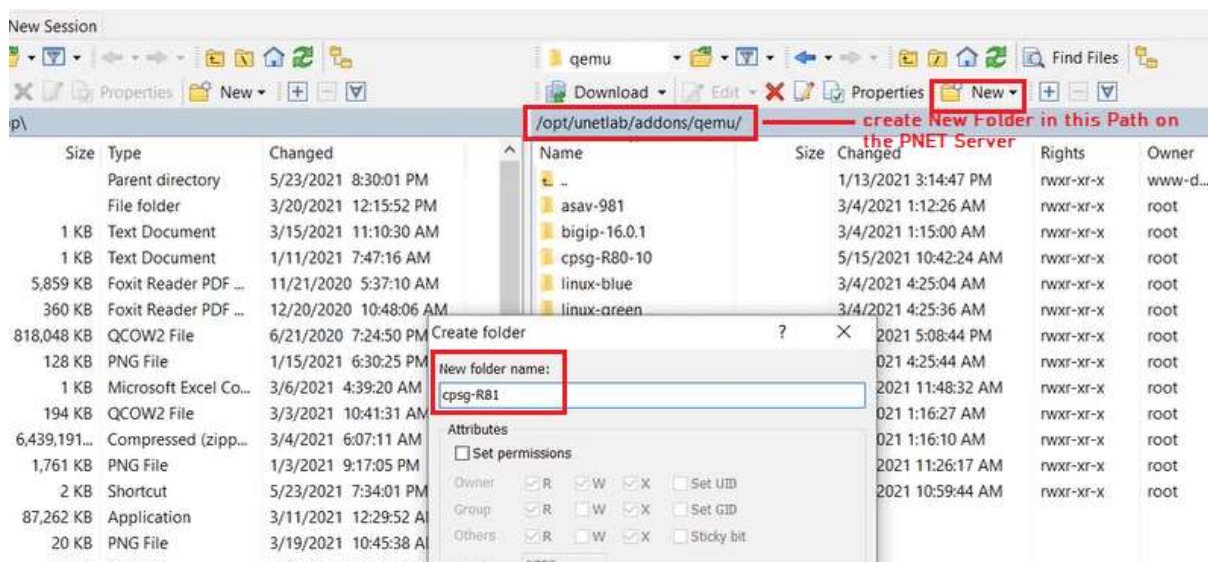 New Session
qemu
Find Files
Properties New
Download Edit Properties New
p\
/opt/unetlab/addons/qemu/
create New Folder in this Path on
the PNET Server
Size Type Changed
Name Size Changed Rights Owner
Parent directory 5/23/2021 8:30:01 PM
.. 1/13/2021 3:14:47 PM rwxr-xr-x www-d...
File folder 3/20/2021 12:15:52 PM
asav-981 3/4/2021 1:12:26 AM rwxr-xr-x root
1 KB Text Document 3/15/2021 11:10:30 AM
bigip-16.0.1 3/4/2021 1:15:00 AM rwxr-xr-x root
1 KB Text Document 1/11/2021 7:47:16 AM
cpsg-R80-10 5/15/2021 10:42:24 AM rwxr-xr-x root
5,859 KB Foxit Reader PDF ... 11/21/2020 5:37:10 AM
linux-blue 3/4/2021 4:25:04 AM rwxr-xr-x root
360 KB Foxit Reader PDF ... 12/20/2020 10:48:06 AM
linux-green 3/4/2021 4:25:36 AM rwxr-xr-x root
818,048 KB QCOW2 File 6/21/2020 7:24:50 PM
2021 5:08:44 PM rwxr-xr-x root
128 KB PNG File 1/15/2021 6:30:25 PM
021 4:25:44 AM rwxr-xr-x root
1 KB Microsoft Excel Co... 3/6/2021 4:39:20 AM
2021 11:48:32 AM rwxr-xr-x root
194 KB QCOW2 File 3/3/2021 10:41:31 AM
021 1:16:27 AM rwxr-xr-x root
6,439,191... Compressed (zipp... 3/4/2021 6:07:11 AM
021 1:16:10 AM rwxr-xr-x root
1,761 KB PNG File 1/3/2021 9:17:05 PM
2021 11:26:17 AM rwxr-xr-x root
2 KB Shortcut 5/23/2021 7:34:01 PM
2021 10:59:44 AM rwxr-xr-x root
87,262 KB Application 3/11/2021 12:29:52 A
20 KB PNG File 3/19/2021 10:45:38 A
Create folder ?
New folder name:
cpsg-R81
Attributes
Set permissions
Owner R W X Set UID
Group R W X Set GID
Others R W X Sticky bit